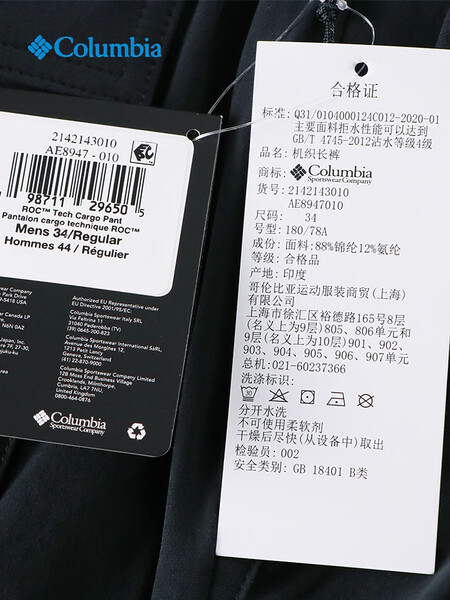 Columbia
2142143010
AE8947 - 010
98711 29650 5
ROC™ Tech Cargo Pant
Pantalon cargo technique ROC™
Mens 34/Regular
Hommes 44 / Régulier
Authorized EU Representative under
EU Directive 2001/95/EC:
Columbia Sportswear Italy SRL
Via Feltrina 11
31040 Pederobba (TV)
(39) 0645-200-823
Columbia Sportswear International SàRL
Avenue des Morgines 12,
1213 Petit Lancy
Geneva, Switzerland
(41) 22-870-9000
Columbia Sportswear Company Limited
12B Moss End Business Village
Crooklands, Milnthorpe,
Cumbria, LA7 7NU,
United Kingdom
0800-464-0876
Columbia
Sportswear Company
合格证
标准: Q31/0104000124C012-2020-01
主要面料拒水性能可以达到
GB/T 4745-2012沾水等级4级
品名: 机织长裤
商标: Columbia
Sportswear Company
货号: 2142143010
AE8947010
尺码: 34
号型: 180/78A
成份: 面料:88%锦纶12%氨纶
等级: 合格品
产地: 印度
哥伦比亚运动服装商贸(上海)
有限公司
上海市徐汇区裕德路165号8层
(名义上为9层)805、806单元和
9层(名义上为10层)901、902、
903、904、905、906、907单元
总机:021-60237366
洗涤标识:
30
分开水洗
不可使用柔软剂
干燥后尽快(从设备中)取出
检验员: 002
安全类别: GB 18401 B类